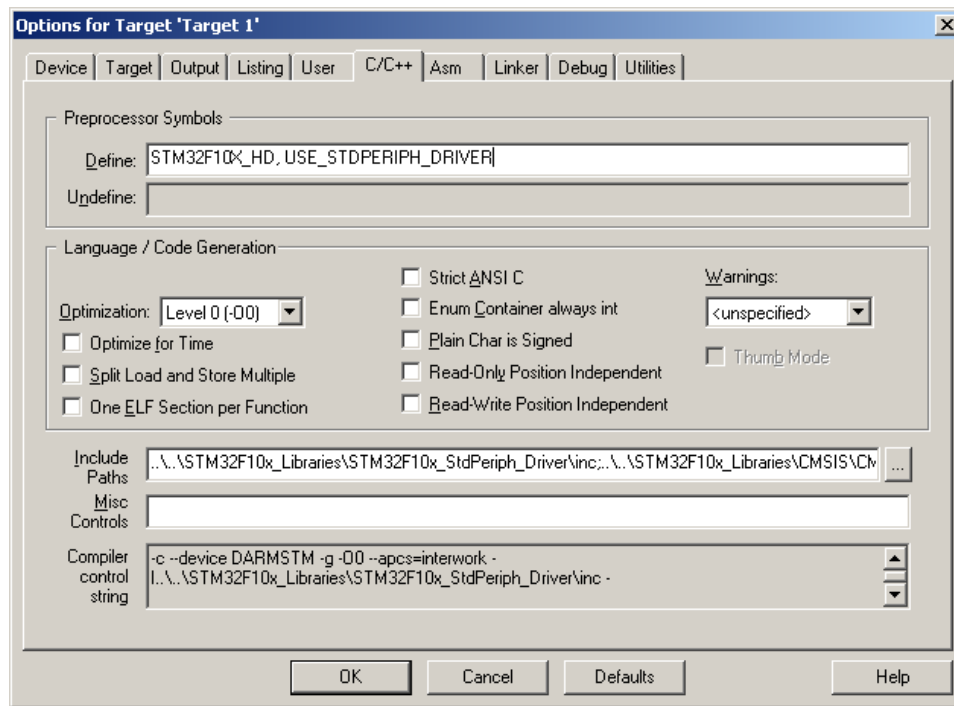 Options for Target 'Target 1'
Device Target Output Listing User C/C++ Asm Linker Debug Utilities
Preprocessor Symbols
Define: STM32F10X_HD, USE_STDPERIPH_DRIVER
Undefine:
Language / Code Generation
Optimization: Level 0 (-O0)
Optimize for Time
Split Load and Store Multiple
One ELF Section per Function
Strict ANSI C
Enum Container always int
Plain Char is Signed
Read-Only Position Independent
Read-Write Position Independent
Warnings:
<unspecified>
Thumb Mode
Include
Paths
..\..\STM32F10x_Libraries\STM32F10x_StdPeriph_Driver\inc;..\..\STM32F10x_Libraries\CMSIS\CM
...
Misc
Controls
Compiler
control
string
-c --device DARMSTM -g -O0 --apcs=interwork -
I..\..\STM32F10x_Libraries\STM32F10x_StdPeriph_Driver\inc -
OK Cancel Defaults Help